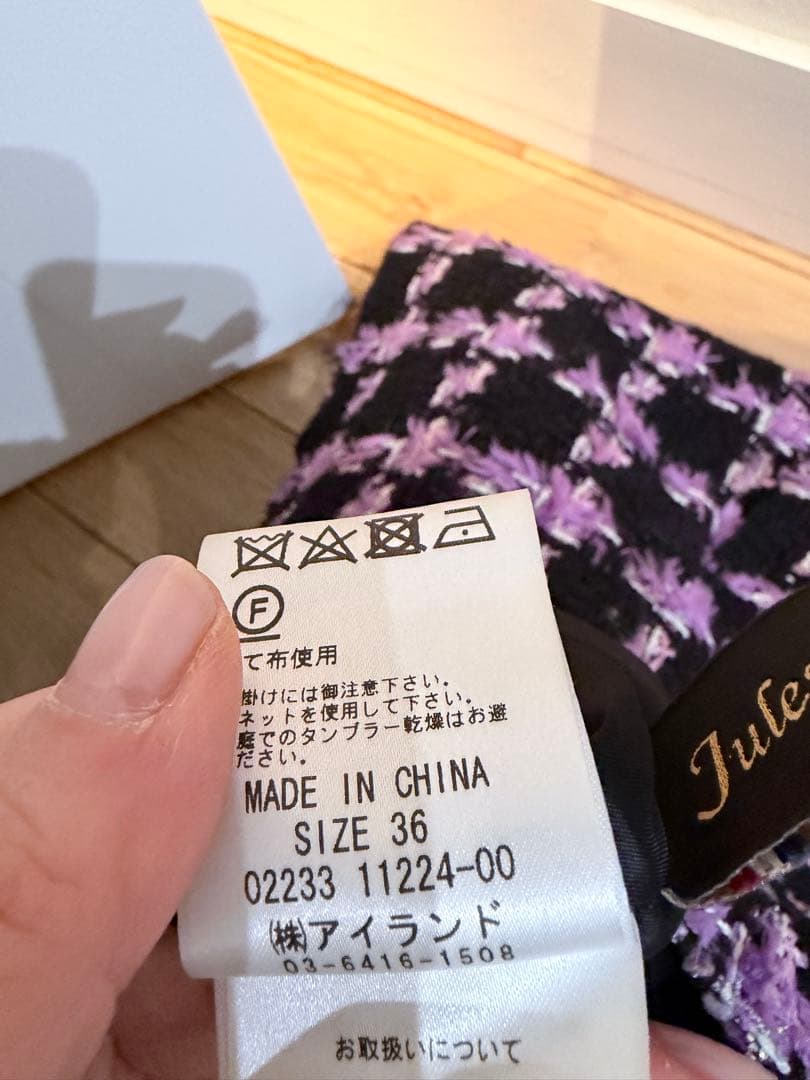 F
て布使用
掛けには御注意下さい。
ネットを使用して下さい。
庭でのタンブラー乾燥はお避
ださい。
MADE IN CHINA
SIZE 36
02233 11224-00
㈱アイランド
03-6416-1508
お取扱いについて
Jules